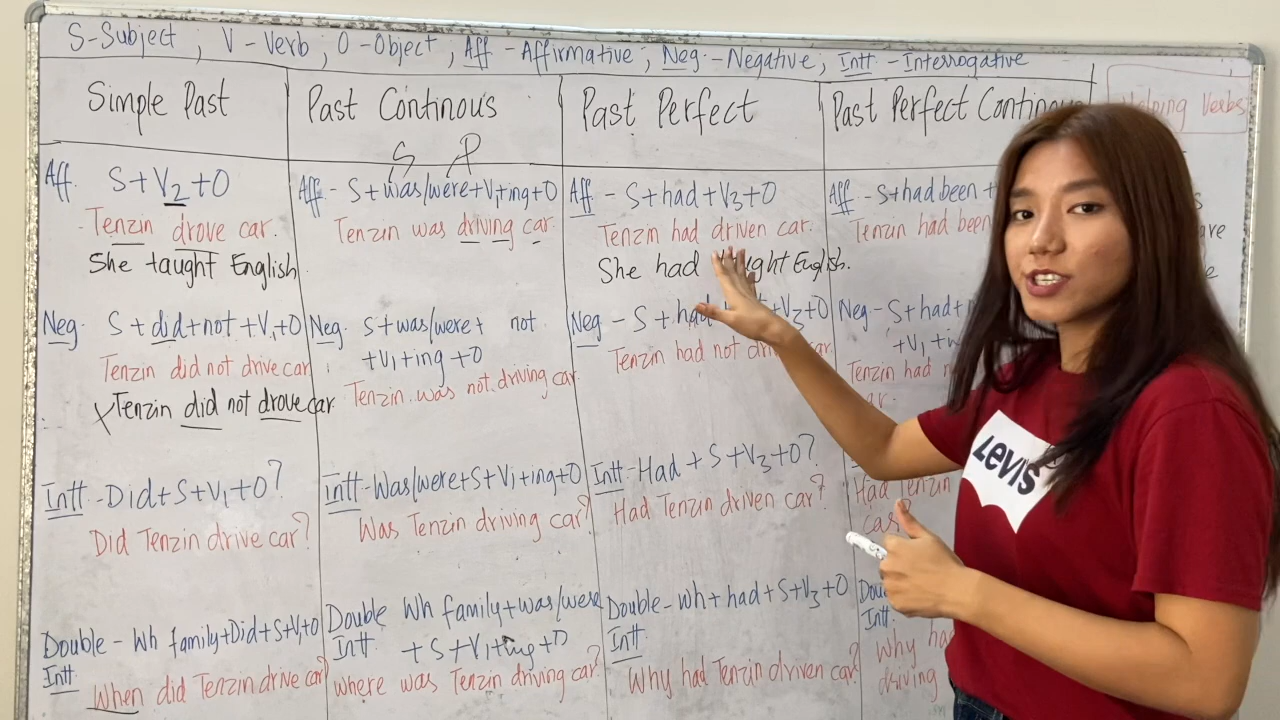 S-Subject , V-Verb, O-Object , Aff -Affirmative , Neg.-Negative, Intt -Interrogative
Simple Past
Aff. S+V2+O
Tenzin drove car.
She taught English
Neg. S+did+not+V1+O
Tenzin did not drive car
X Tenzin did not drove car.
Intt-Did+S+V1+O?
Did Tenzin drive car?
Double - Wh family+Did+S+V1+O
Intt
When did Tenzin drive car?
Past Continous
S P
Aff - S+was/were+V1+ing+O
Tenzin was driving car.
Neg. S+was/were+ not
+V1+ing +O
Tenzin was not driving car
Intt-Was/were+S+V1+ing+O
Was Tenzin driving car?
Double Wh family+was/were
Intt + S+V1+ing+O
where was Tenzin driving car?
Past Perfect
Aff - S+had+V3+O
Tenzin had driven car.
She had English.
Neg - S+had +V3+O
Tenzin had not car.
Intt-Had + S+V3+O?
Had Tenzin driven car?
Double-Wh+had+S+V3+O
Intt
Why had Tenzin driven car?
Past Perfect
Aff -S+had been +
Tenzin had been
Neg-S+had+
+V1+
Tenzin had
car.
Had Tenzin
car
Intt
Why
driving
Helping Verbs
LEVI'S